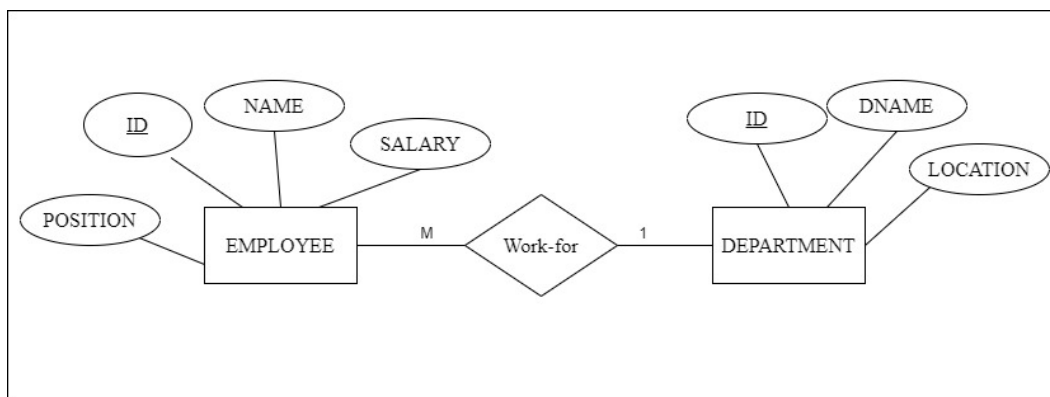 NAME
DNAME
ID
ID
SALARY
LOCATION
POSITION
EMPLOYEE
M
Work-for
1
DEPARTMENT